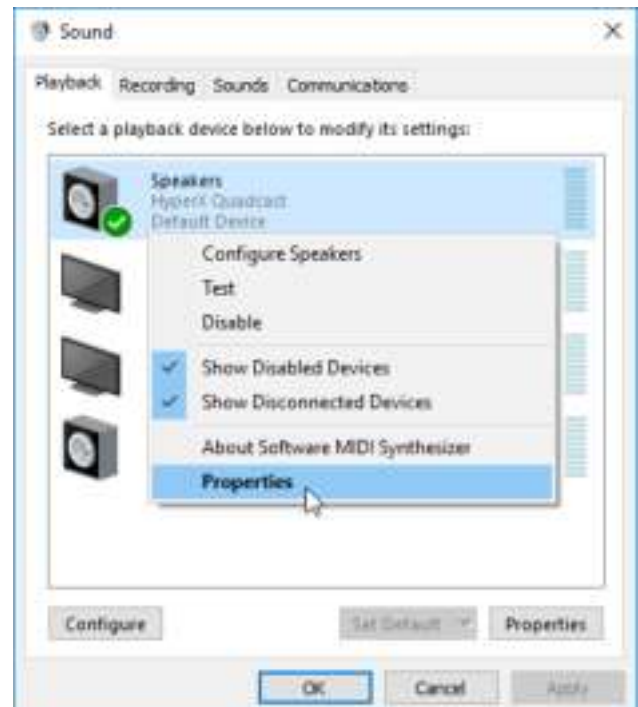 Sound
Playback Recording Sounds Communications
Select a playback device below to modify its settings:
Speakers
HyperX Quadcast
Default Device
Configure Speakers
Test
Disable
Show Disabled Devices
Show Disconnected Devices
About Software MIDI Synthesizer
Properties
Configure Set Default Properties
OK Cancel Apply